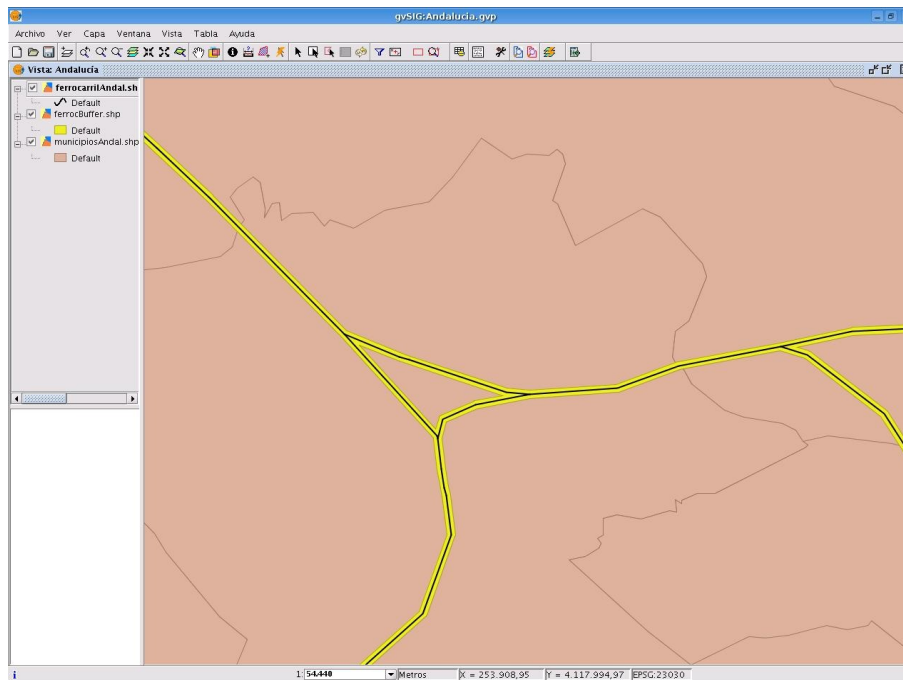 gvSIG:Andalucia.gvp
Archivo Ver Capa Ventana Vista Tabla Ayuda
Vista: Andalucía
ferrocarrilAndal.sh
Default
ferrocBuffer.shp
Default
municipiosAndal.shp
Default
1: 54.440 Metros X = 253.908,95 Y = 4.117.994,97 EPSG:23030